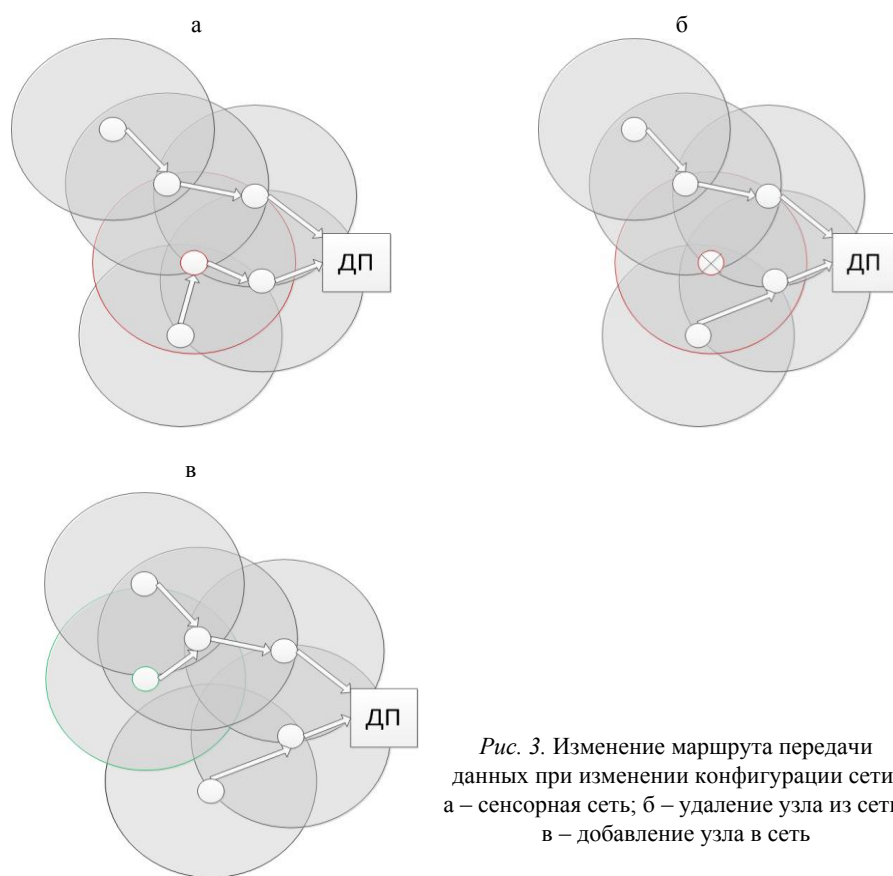 а
б
ДП
ДП
в
ДП
Рис. 3. Изменение маршрута передачи
данных при изменении конфигурации сети
а – сенсорная сеть; б – удаление узла из сет
в – добавление узла в сеть